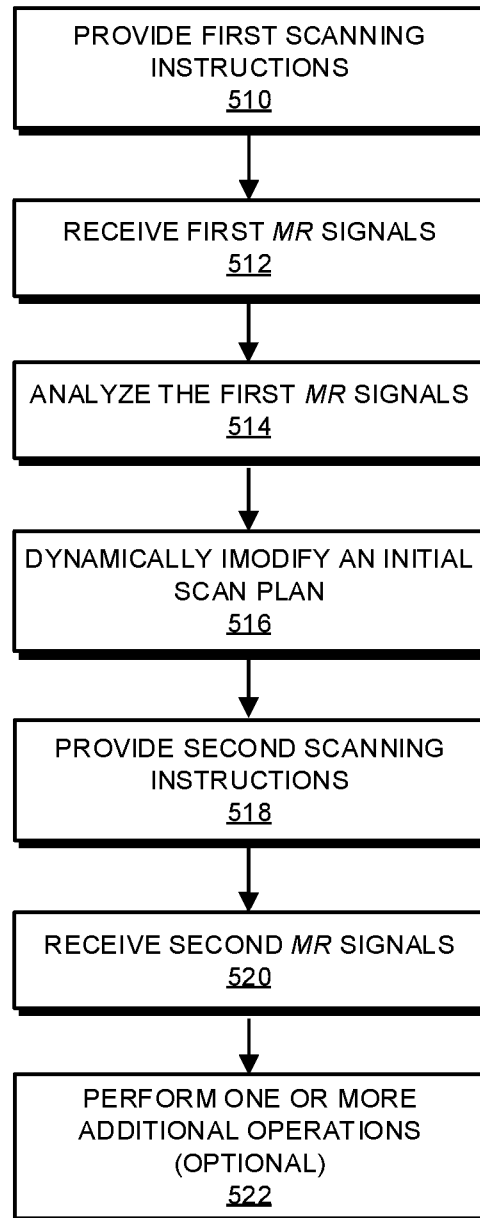 PROVIDE FIRST SCANNING
INSTRUCTIONS
510
RECEIVE FIRST MR SIGNALS
512
ANALYZE THE FIRST MR SIGNALS
514
DYNAMICALLY IMODIFY AN INITIAL
SCAN PLAN
516
PROVIDE SECOND SCANNING
INSTRUCTIONS
518
RECEIVE SECOND MR SIGNALS
520
PERFORM ONE OR MORE
ADDITIONAL OPERATIONS
(OPTIONAL)
522